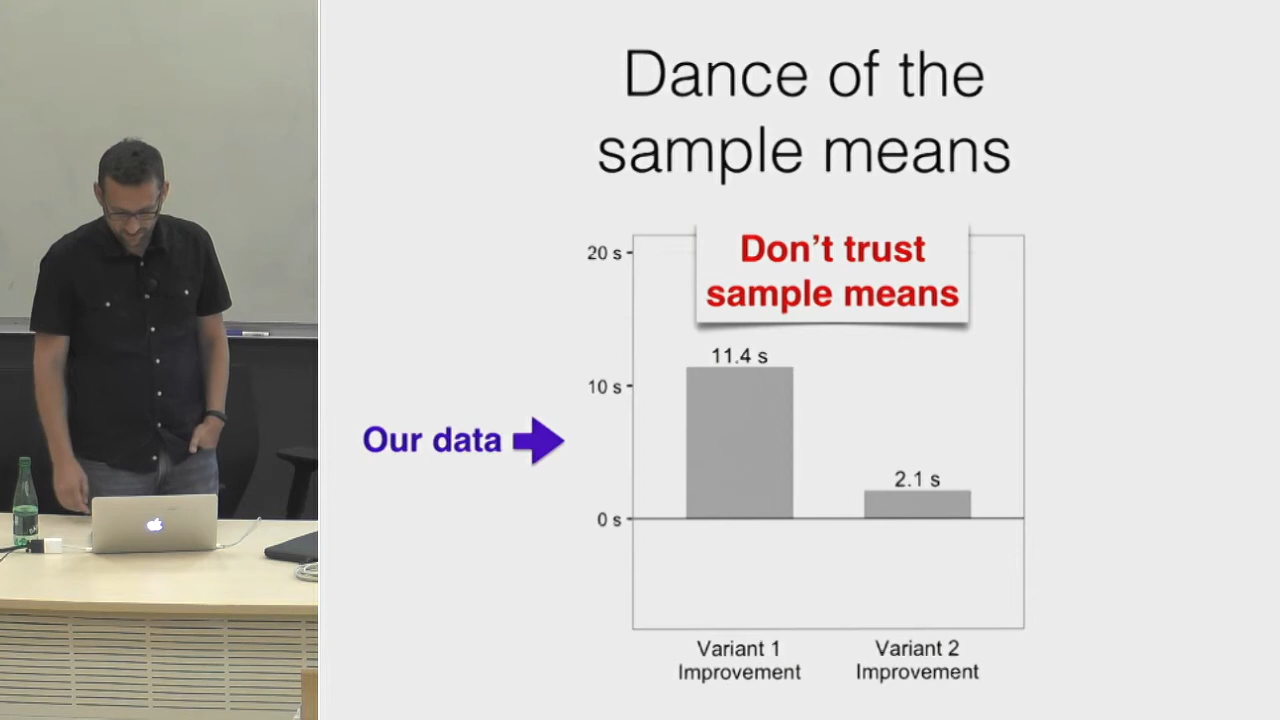 Dance of the
sample means
Don't trust
sample means
20 s
11.4 s
10 s
Our data
2.1 s
0 s
Variant 1
Improvement
Variant 2
Improvement